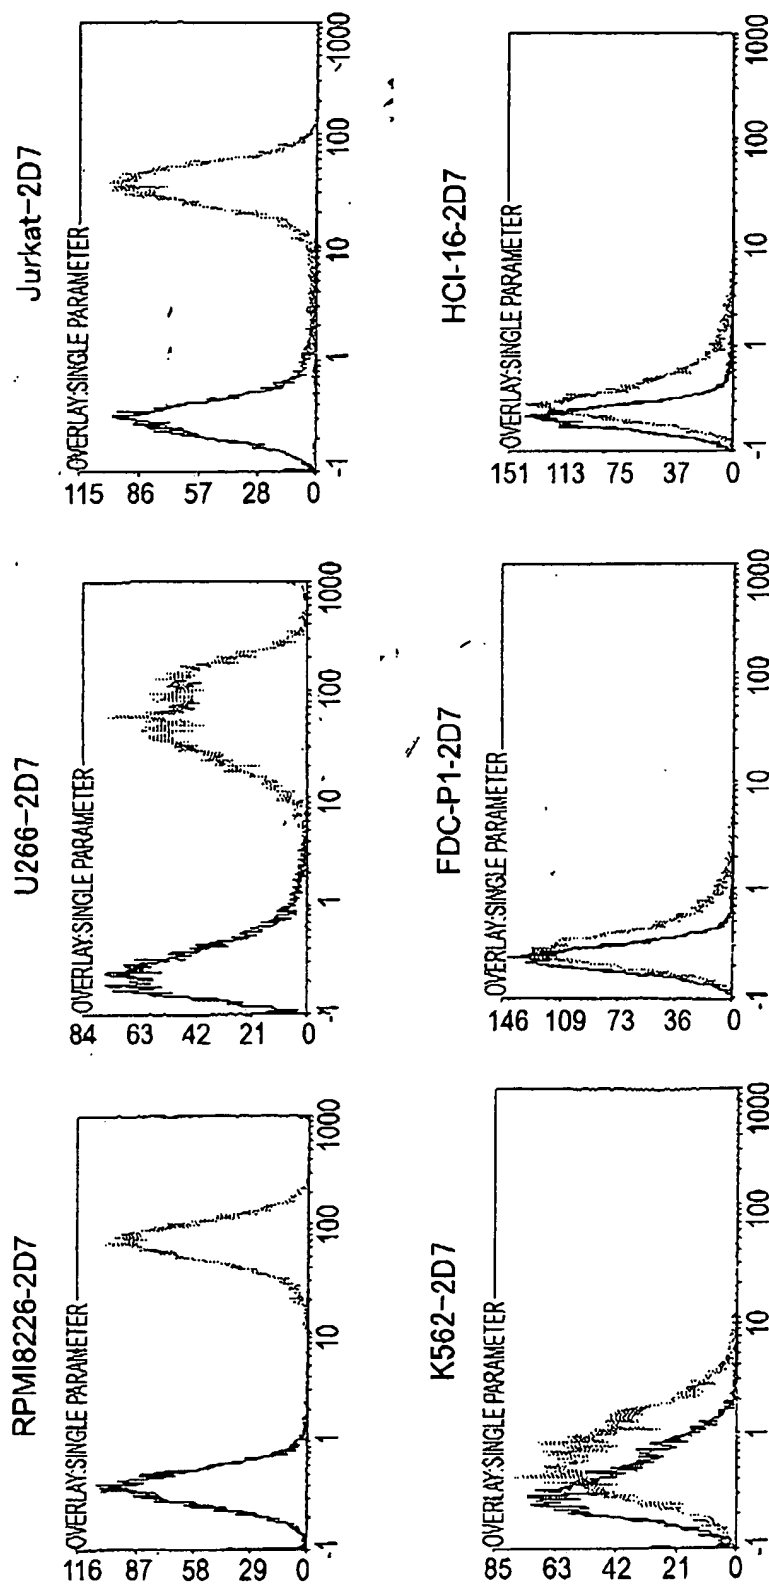 RPMI8226-2D7
OVERLAY:SINGLE PARAMETER
116
87
58
29
0
-1 1 10 100 1000
U266-2D7
OVERLAY:SINGLE PARAMETER
84
63
42
21
0
-1 1 10 100 1000
Jurkat-2D7
OVERLAY:SINGLE PARAMETER
115
86
57
28
0
-1 1 10 100 -1000
K562-2D7
OVERLAY:SINGLE PARAMETER
85
63
42
21
0
-1 1 10 100 1000
FDC-P1-2D7
OVERLAY:SINGLE PARAMETER
146
109
73
36
0
-1 1 10 100 1000
HCI-16-2D7
OVERLAY:SINGLE PARAMETER
151
113
75
37
0
-1 1 10 100 1000